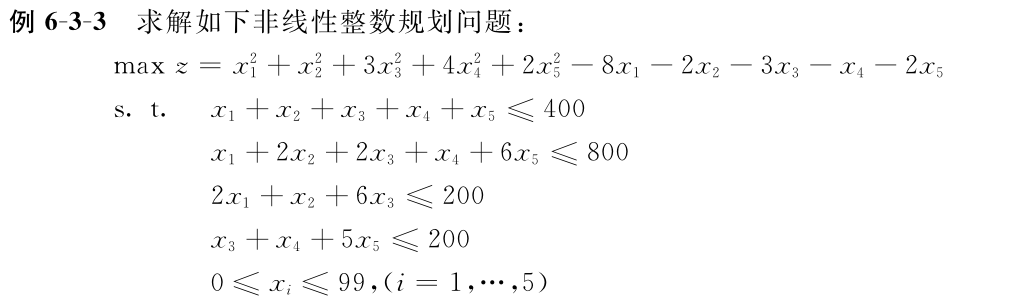 例 6-3-3 求解如下非线性整数规划问题:
max z = x₁² + x₂² + 3x₃² + 4x₄² + 2x₅² − 8x₁ − 2x₂ − 3x₃ − x₄ − 2x₅
s. t. x₁ + x₂ + x₃ + x₄ + x₅ ⩽ 400
x₁ + 2x₂ + 2x₃ + x₄ + 6x₅ ⩽ 800
2x₁ + x₂ + 6x₃ ⩽ 200
x₃ + x₄ + 5x₅ ⩽ 200
0 ⩽ xᵢ ⩽ 99,(i = 1,⋯,5)